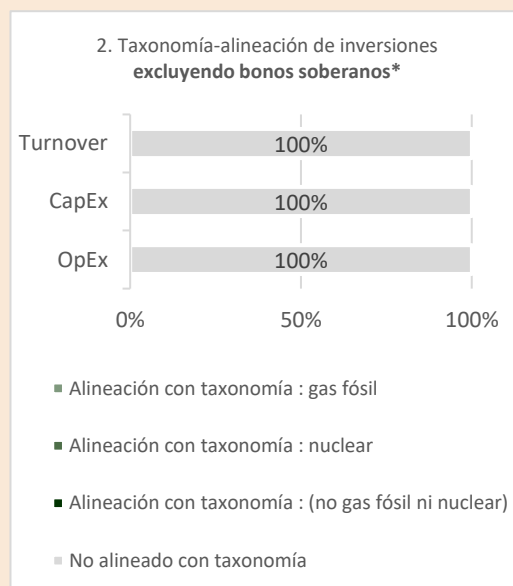 2. Taxonomía-alineación de inversiones
excluyendo bonos soberanos*
Turnover 100%
CapEx 100%
OpEx 100%
0% 50% 100%
Alineación con taxonomía : gas fósil
Alineación con taxonomía : nuclear
Alineación con taxonomía : (no gas fósil ni nuclear)
No alineado con taxonomía